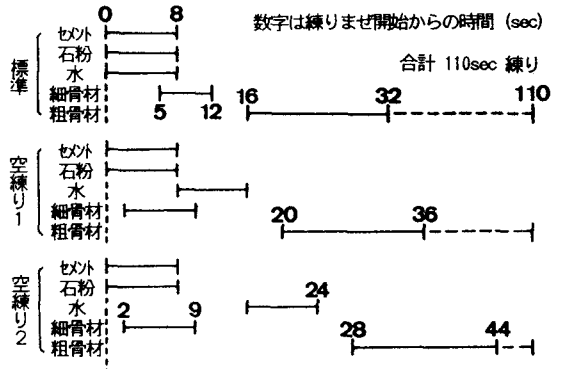 0 8
数字は練りまぜ開始からの時間 (sec)
合計 110sec 練り
標準
セメント
石粉
水
細骨材
粗骨材
5 12 16 32 110
空練り1
セメント
石粉
水
細骨材
粗骨材
20 36
空練り2
セメント
石粉
水
細骨材
粗骨材
24
2 9
28 44